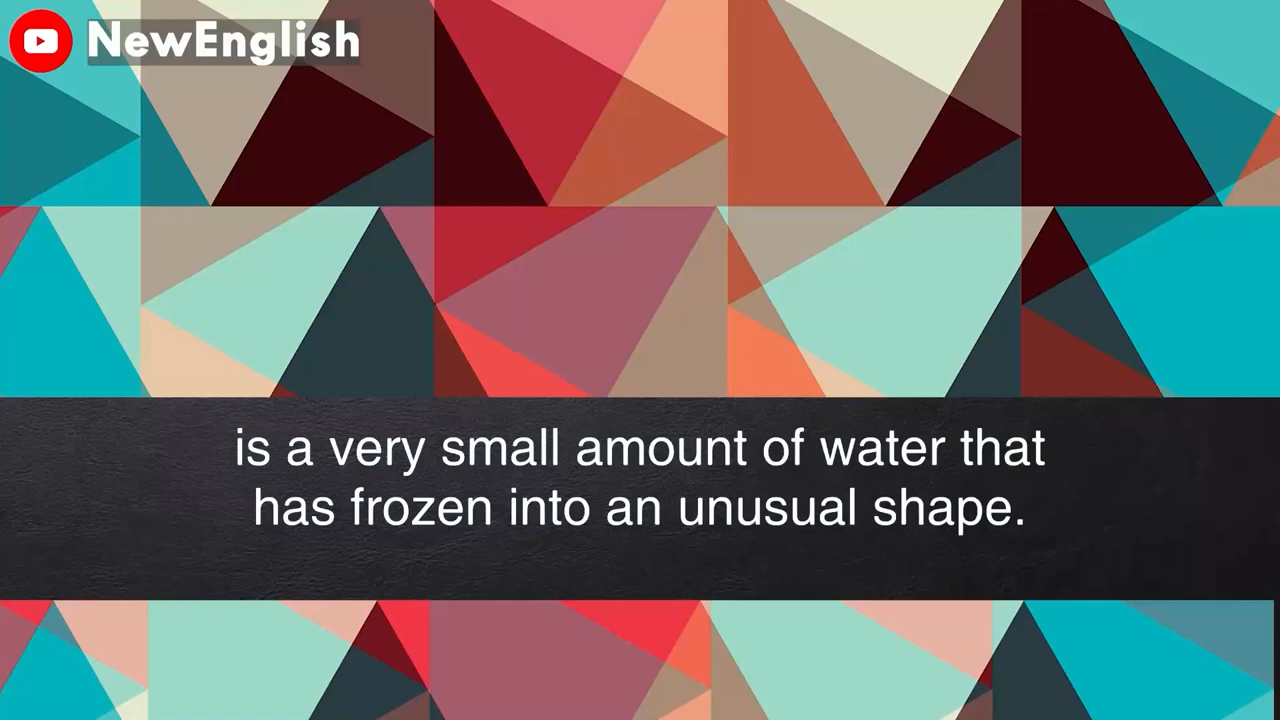 NewEnglish
is a very small amount of water that
has frozen into an unusual shape.